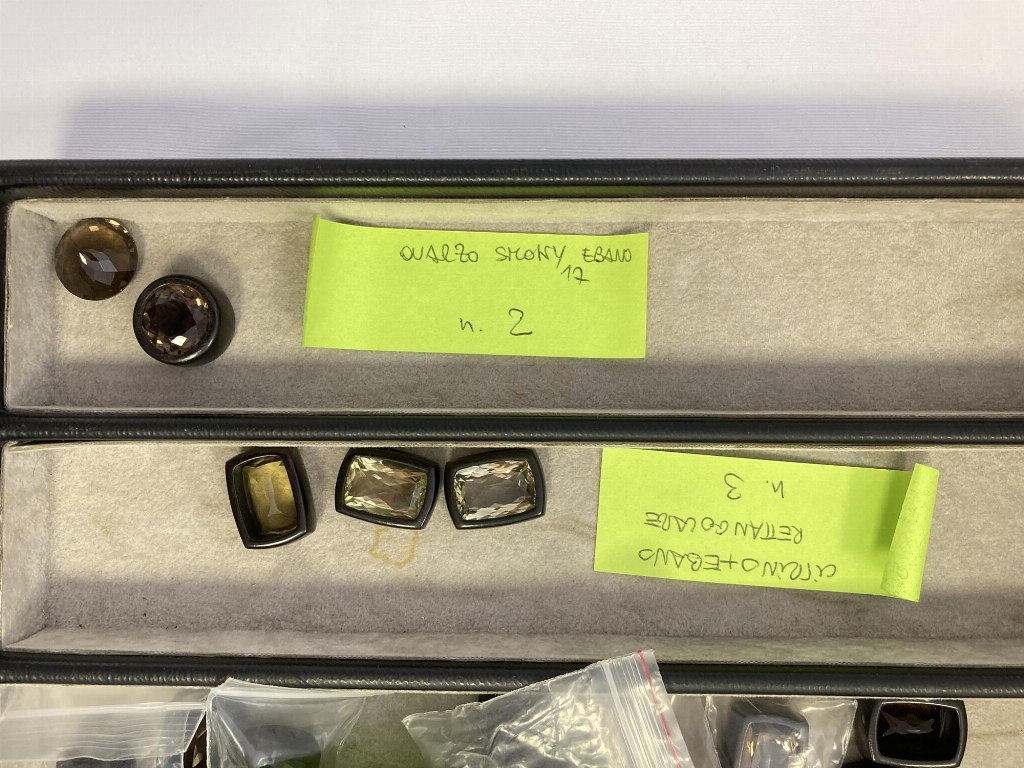 QUARZO SMOKY EBANO
17
n. 2
CITRINO+EBANO
RETTANGOLARE
n. 3